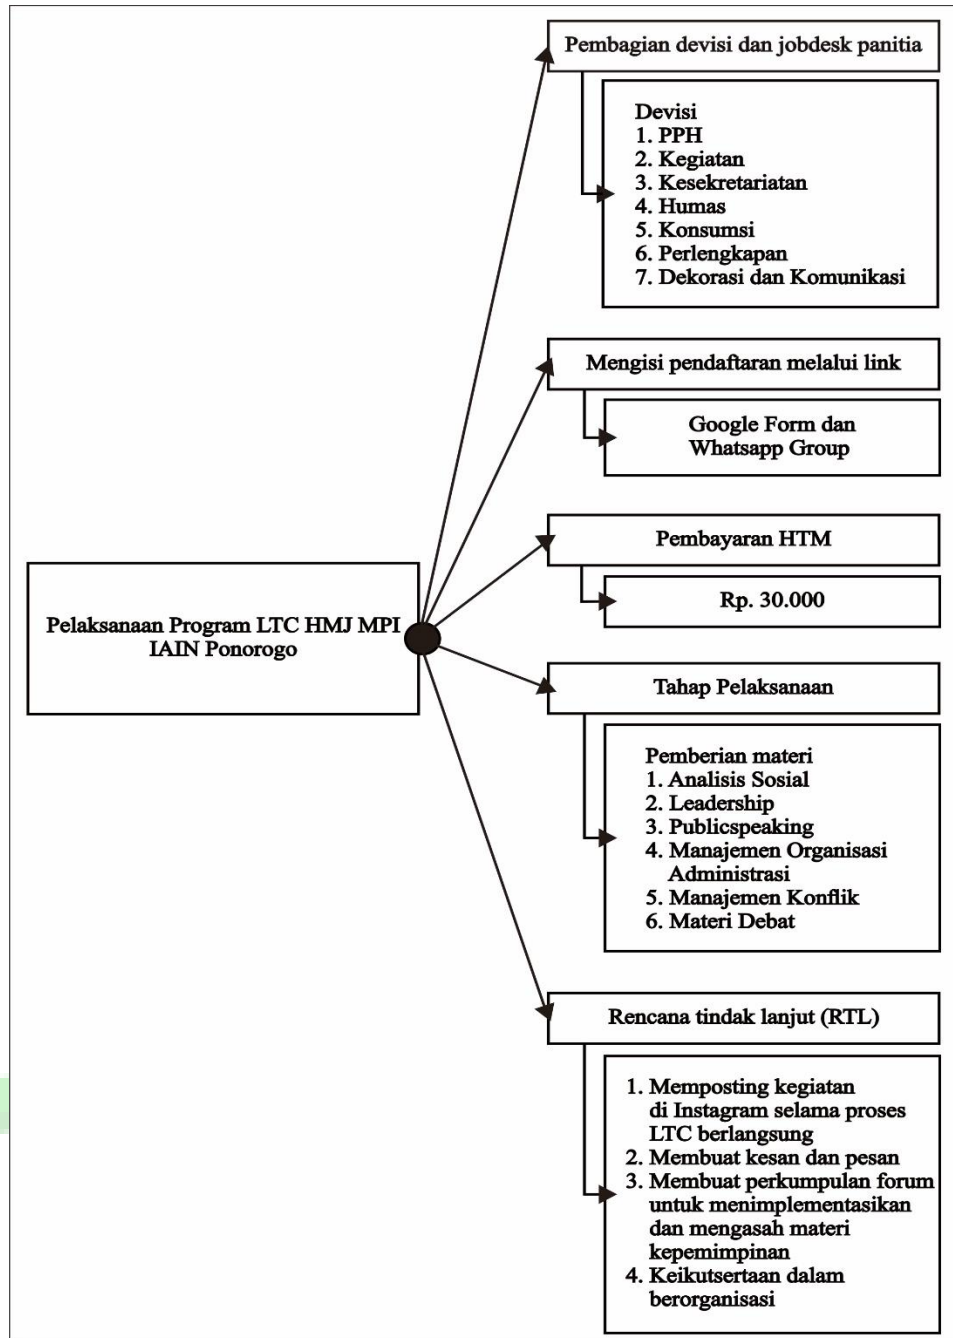 Pelaksanaan Program LTC HMJ MPI
IAIN Ponorogo
Pembagian devisi dan jobdesk panitia
Devisi
1. PPH
2. Kegiatan
3. Kesekretariatan
4. Humas
5. Konsumsi
6. Perlengkapan
7. Dekorasi dan Komunikasi
Mengisi pendaftaran melalui link
Google Form dan
Whatsapp Group
Pembayaran HTM
Rp. 30.000
Tahap Pelaksanaan
Pemberian materi
1. Analisis Sosial
2. Leadership
3. Publicspeaking
4. Manajemen Organisasi
Administrasi
5. Manajemen Konflik
6. Materi Debat
Rencana tindak lanjut (RTL)
1. Memposting kegiatan
di Instagram selama proses
LTC berlangsung
2. Membuat kesan dan pesan
3. Membuat perkumpulan forum
untuk menimplementasikan
dan mengasah materi
kepemimpinan
4. Keikutsertaan dalam
berorganisasi